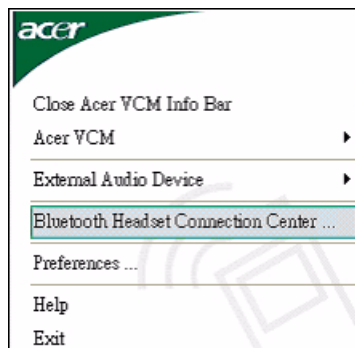 acer
Close Acer VCM Info Bar
Acer VCM
External Audio Device
Bluetooth Headset Connection Center ...
Preferences ...
Help
Exit